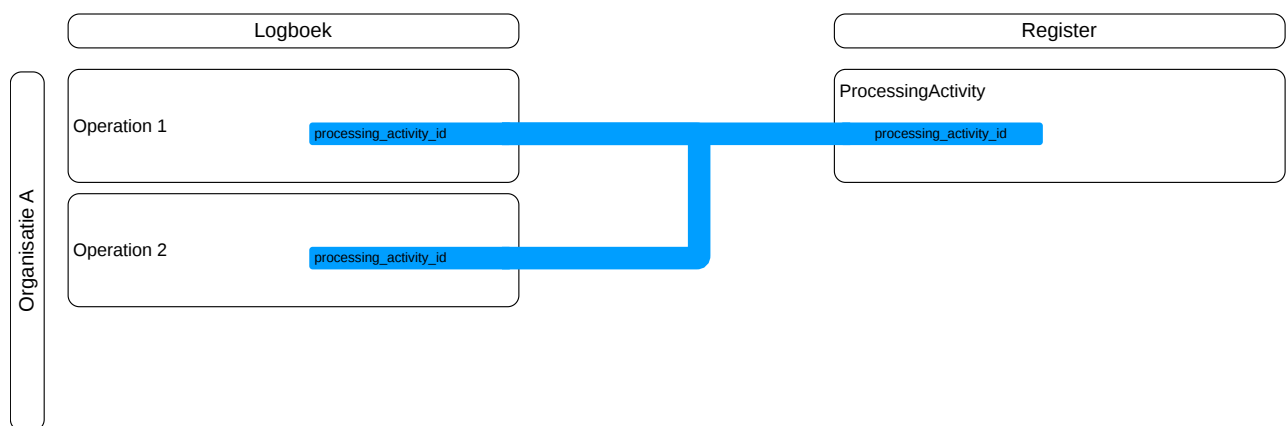 Logboek
Register
Organisatie A
ProcessingActivity
Operation 1
processing_activity_id
processing_activity_id
Operation 2
processing_activity_id